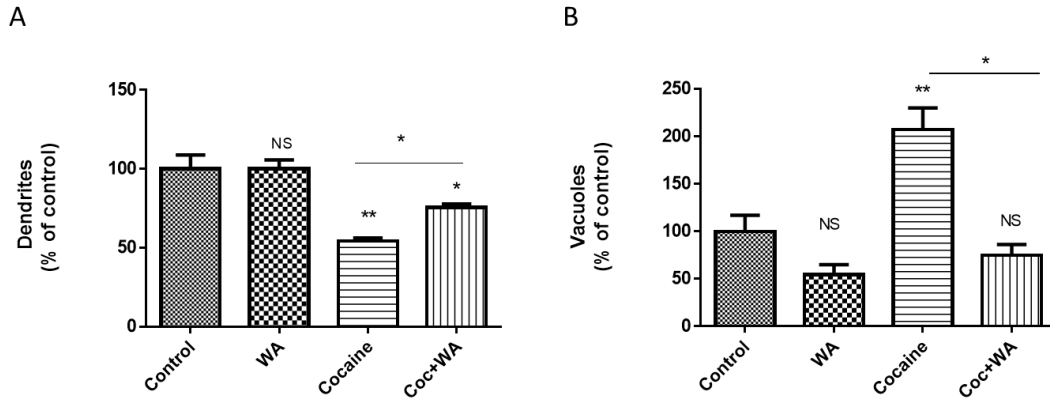 A
Dendrites
(% of control)
150
100
50
0
NS
**
*
*
Control
WA
Cocaine
Coc+WA
B
Vacuoles
(% of control)
250
200
150
100
50
0
NS
**
*
NS
Control
WA
Cocaine
Coc+WA